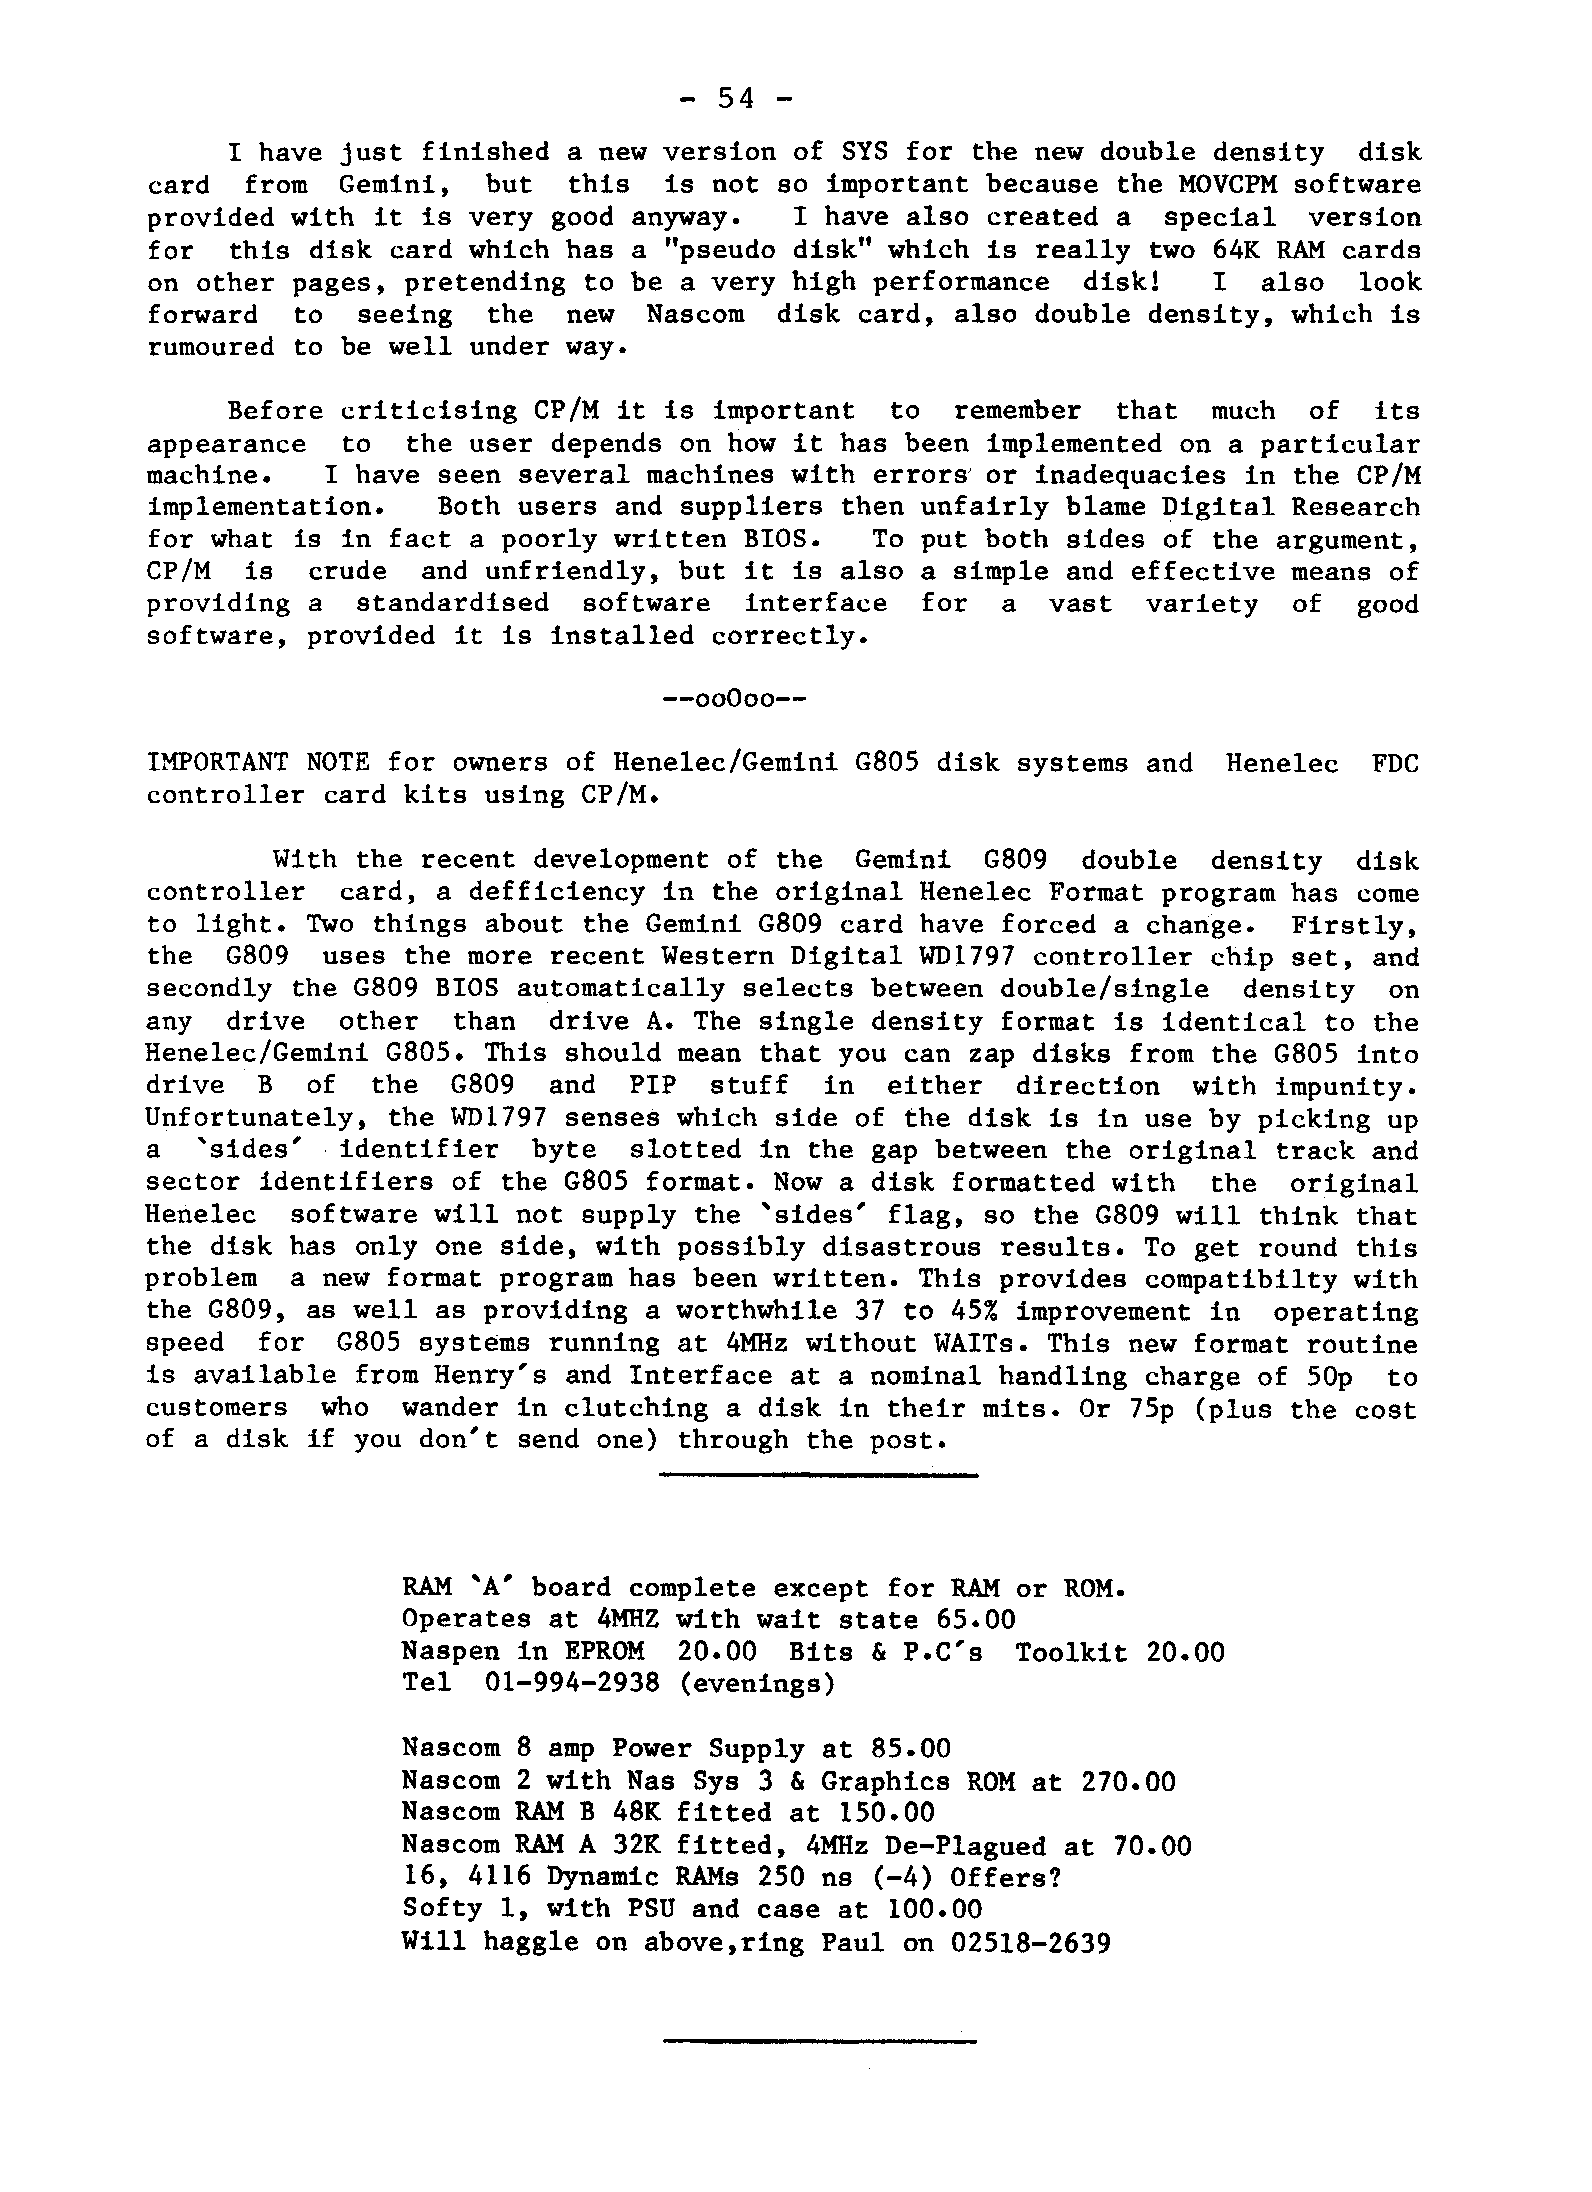 - 54 -
I have just finished a new version of SYS for the new double density disk
card from Gemini, but this is not so important because the MOVCPM software
provided with it is very good anyway. I have also created a special version
for this disk card which has a "pseudo disk" which is really two 64K RAM cards
on other pages, pretending to be a very high performance disk! I also look
forward to seeing the new Nascom disk card, also double density, which is
rumoured to be well under way.
Before criticising CP/M it is important to remember that much of its
appearance to the user depends on how it has been implemented on a particular
machine. I have seen several machines with errors or inadequacies in the CP/M
implementation. Both users and suppliers then unfairly blame Digital Research
for what is in fact a poorly written BIOS. To put both sides of the argument,
CP/M is crude and unfriendly, but it is also a simple and effective means of
providing a standardised software interface for a vast variety of good
software, provided it is installed correctly.
--ooOoo--
IMPORTANT NOTE for owners of Henelec/Gemini G805 disk systems and Henelec FDC
controller card kits using CP/M.
With the recent development of the Gemini G809 double density disk
controller card, a defficiency in the original Henelec Format program has come
to light. Two things about the Gemini G809 card have forced a change. Firstly,
the G809 uses the more recent Western Digital WD1797 controller chip set, and
secondly the G809 BIOS automatically selects between double/single density on
any drive other than drive A. The single density format is identical to the
Henelec/Gemini G805. This should mean that you can zap disks from the G805 into
drive B of the G809 and PIP stuff in either direction with impunity.
Unfortunately, the WD1797 senses which side of the disk is in use by picking up
a `sides' identifier byte slotted in the gap between the original track and
sector identifiers of the G805 format. Now a disk formatted with the original
Henelec software will not supply the `sides' flag, so the G809 will think that
the disk has only one side, with possibly disastrous results. To get round this
problem a new format program has been written. This provides compatibilty with
the G809, as well as providing a worthwhile 37 to 45% improvement in operating
speed for G805 systems running at 4MHz without WAITs. This new format routine
is available from Henry's and Interface at a nominal handling charge of 50p to
customers who wander in clutching a disk in their mits. Or 75p (plus the cost
of a disk if you don't send one) through the post.
RAM `A' board complete except for RAM or ROM.
Operates at 4MHZ with wait state 65.00
Naspen in EPROM 20.00 Bits & P.C's Toolkit 20.00
Tel 01-994-2938 (evenings)
Nascom 8 amp Power Supply at 85.00
Nascom 2 with Nas Sys 3 & Graphics ROM at 270.00
Nascom RAM B 48K fitted at 150.00
Nascom RAM A 32K fitted, 4MHz De-Plagued at 70.00
16, 4116 Dynamic RAMs 250 ns (-4) Offers?
Softy 1, with PSU and case at 100.00
Will haggle on above,ring Paul on 02518-2639